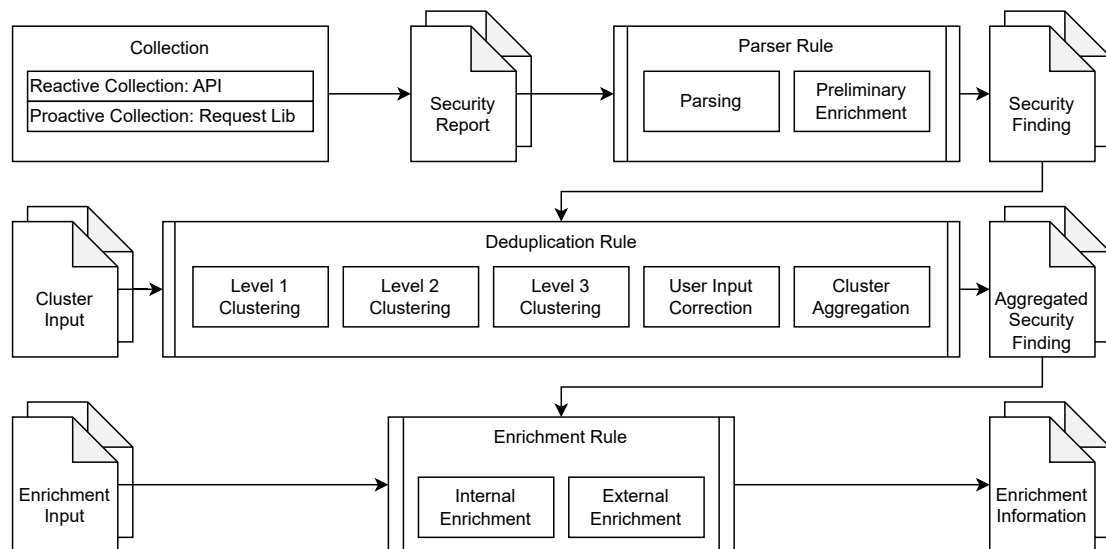 Collection
Reactive Collection: API
Proactive Collection: Request Lib
Security
Report
Parser Rule
Parsing
Preliminary
Enrichment
Security
Finding
Cluster
Input
Deduplication Rule
Level 1
Clustering
Level 2
Clustering
Level 3
Clustering
User Input
Correction
Cluster
Aggregation
Aggregated
Security
Finding
Enrichment
Input
Enrichment Rule
Internal
Enrichment
External
Enrichment
Enrichment
Information